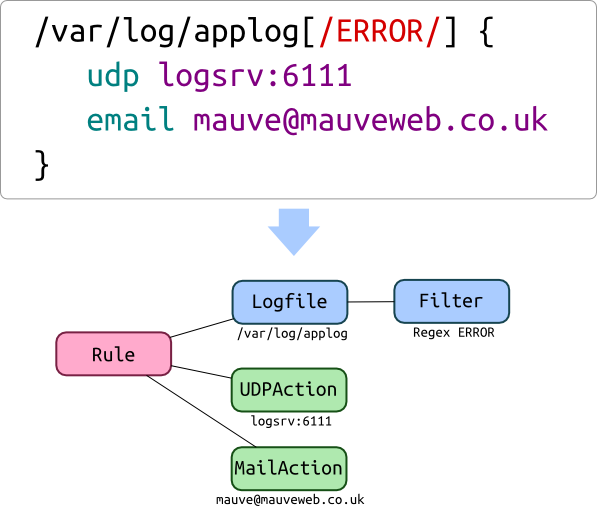 /var/log/applog[/ERROR/] {
udp logsrv:6111
email mauve@mauveweb.co.uk
}
Logfile
/var/log/applog
Filter
Regex ERROR
Rule
UDPAction
logsrv:6111
MailAction
mauve@mauveweb.co.uk